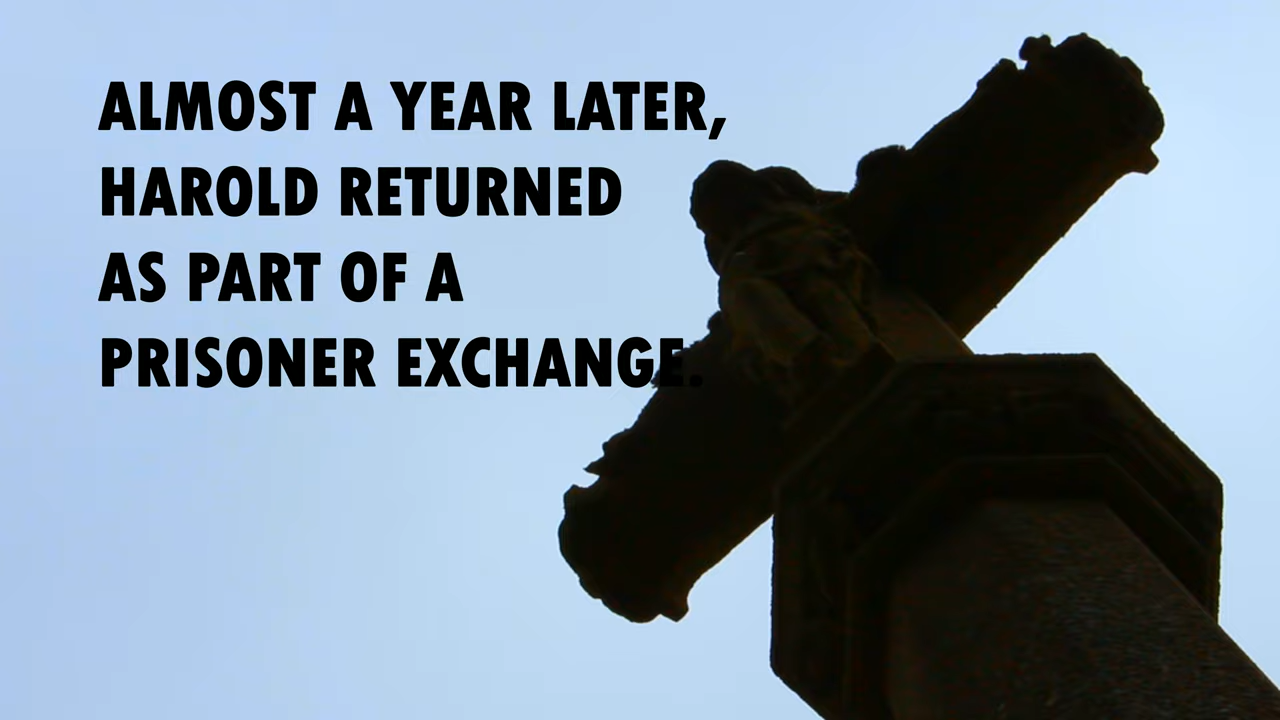 ALMOST A YEAR LATER,
HAROLD RETURNED
AS PART OF A
PRISONER EXCHANGE.